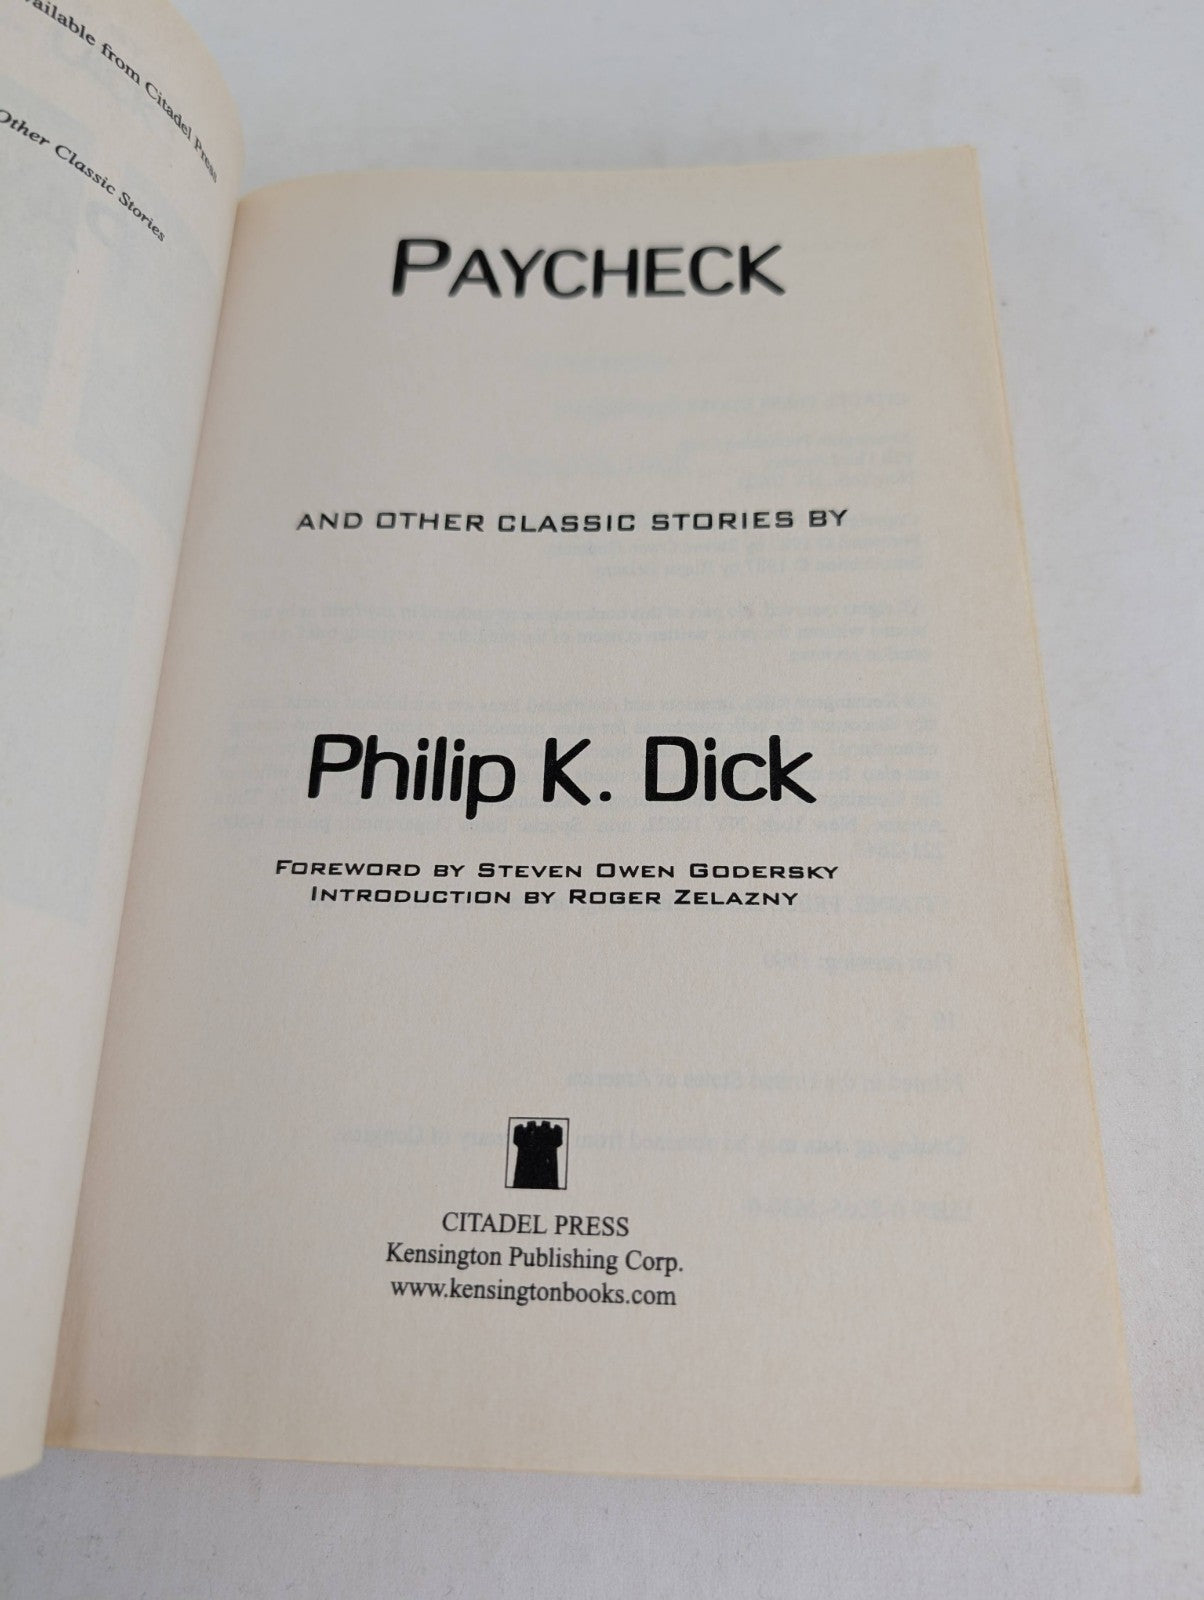 Available from Citadel Press
Other Classic Stories
PAYCHECK
AND OTHER CLASSIC STORIES BY
Philip K. Dick
FOREWORD BY STEVEN OWEN GODERSKY
INTRODUCTION BY ROGER ZELAZNY
CITADEL PRESS
Kensington Publishing Corp.
www.kensingtonbooks.com